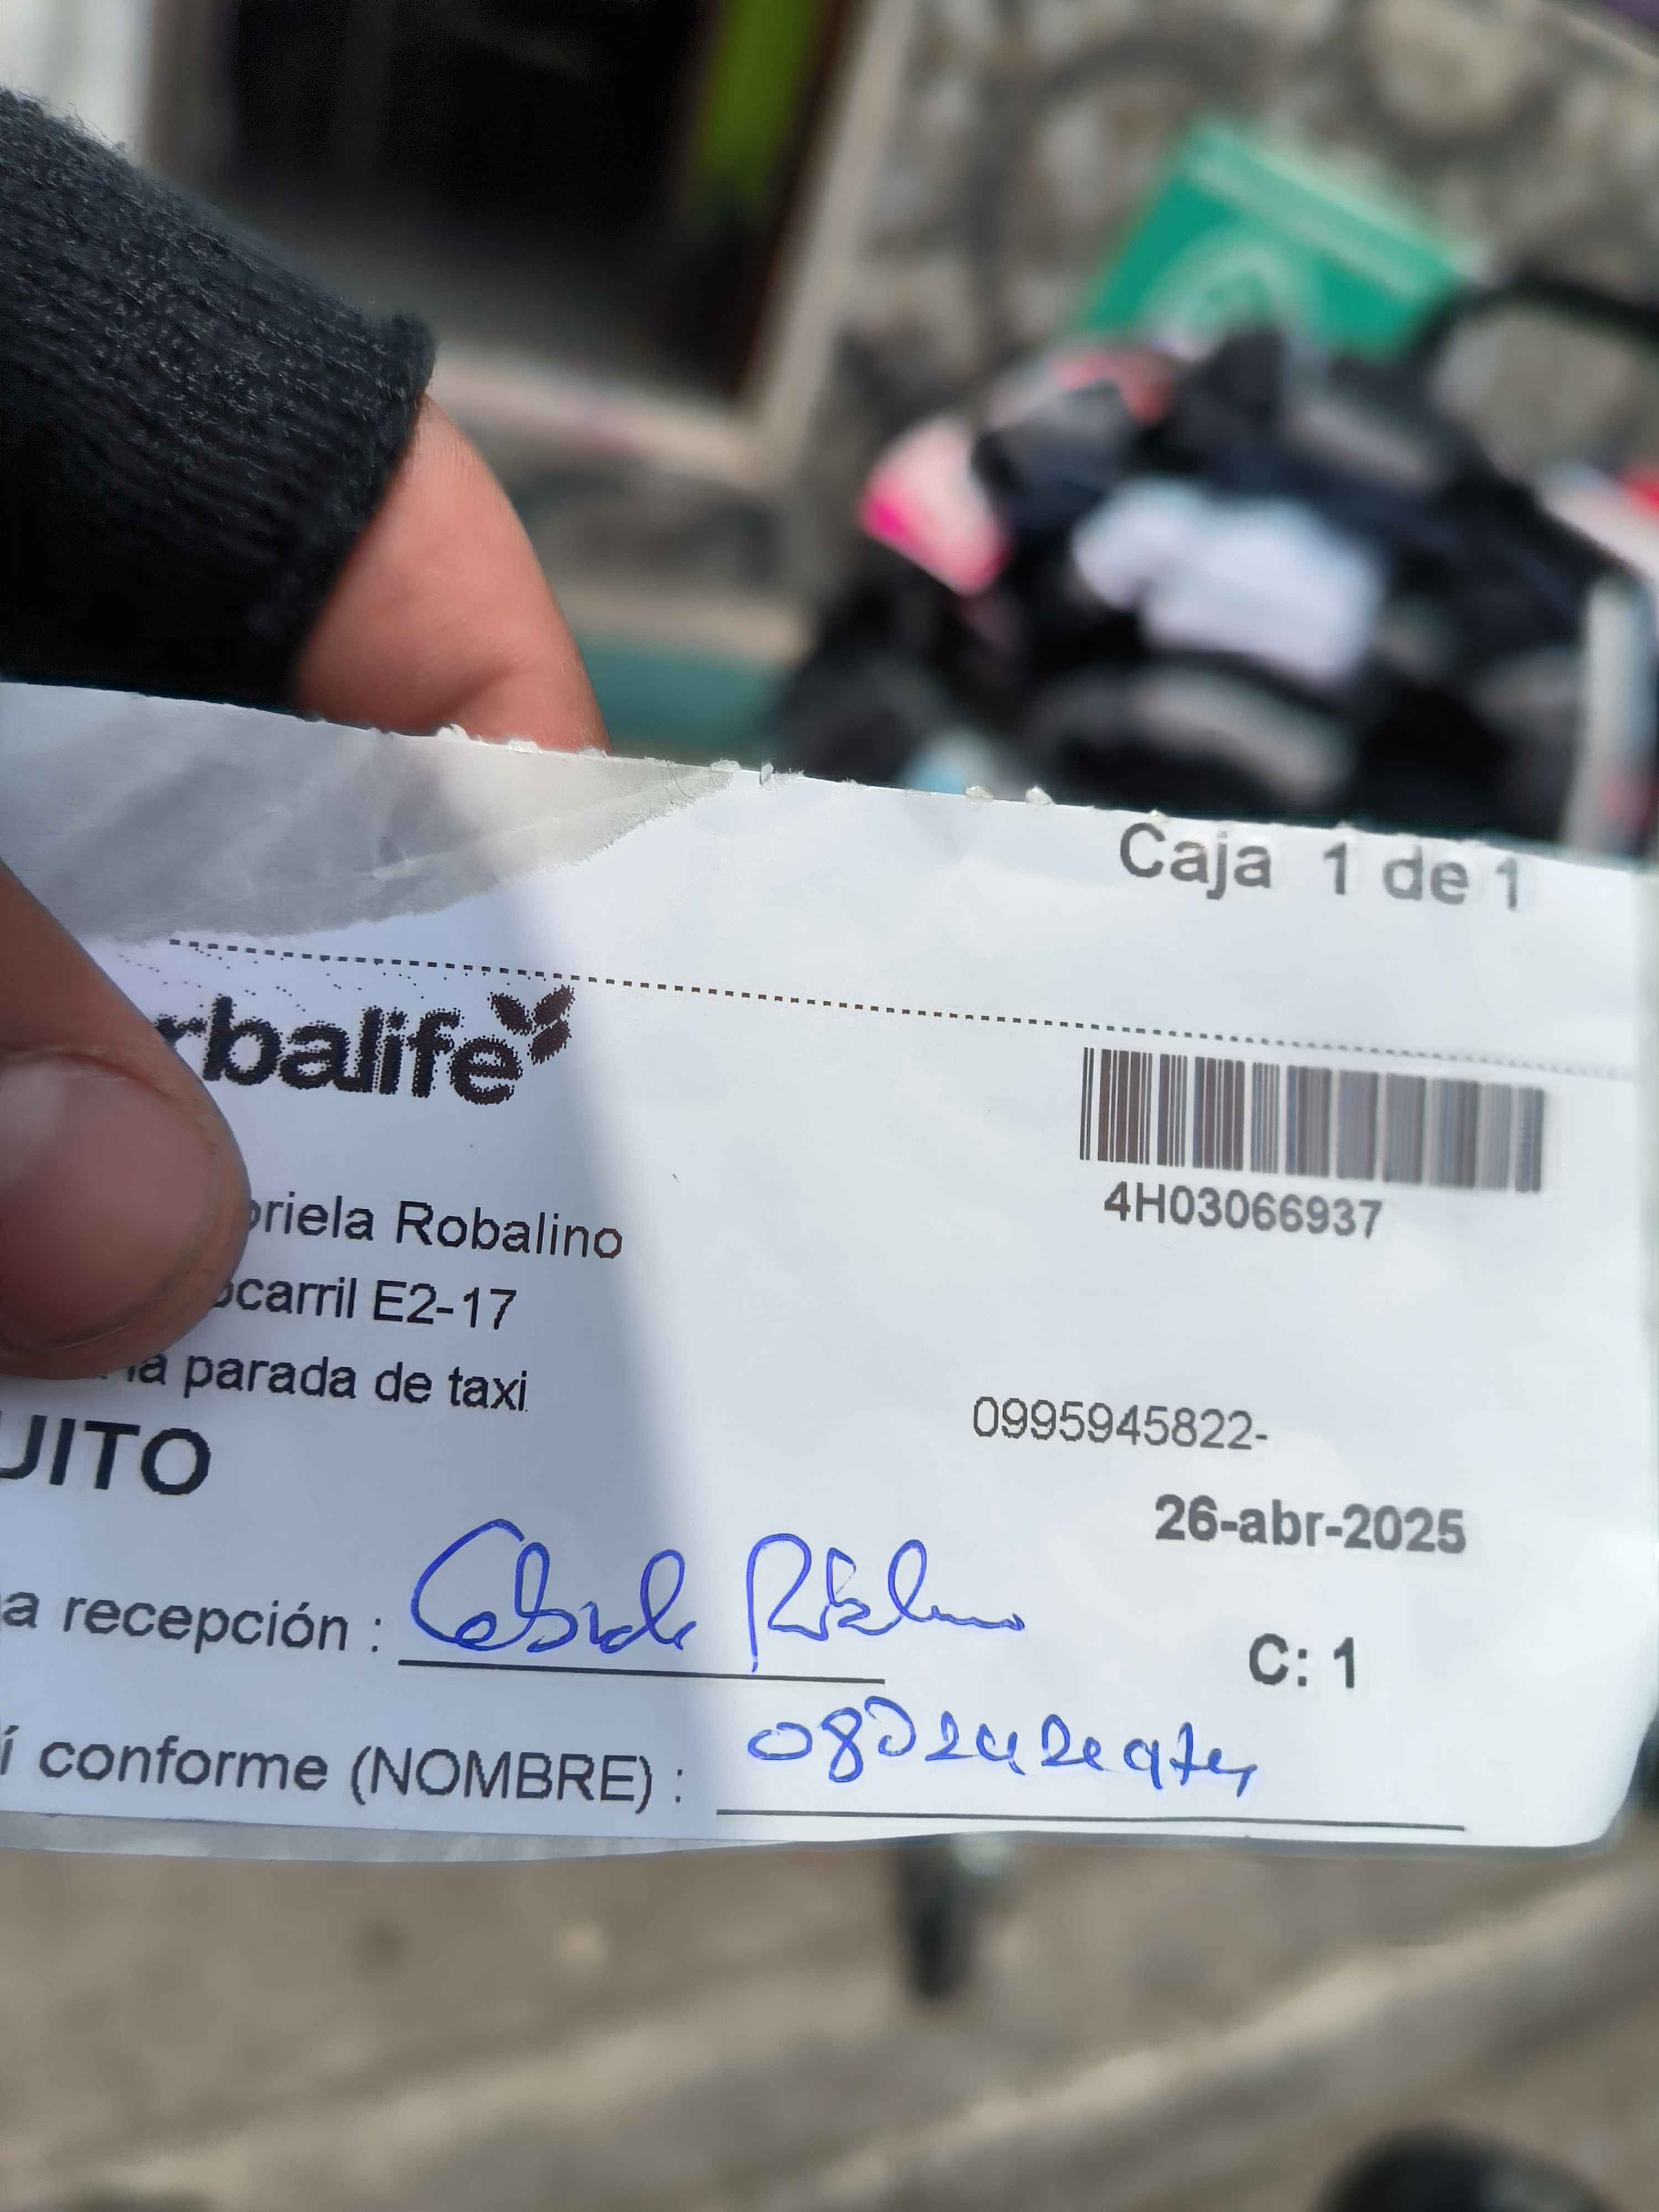 Caja 1 de 1
rbalife
4H03066937
briela Robalino
ocarril E2-17
la parada de taxi
0995945822-
UITO
26-abr-2025
a recepción :
C: 1
í conforme (NOMBRE) :